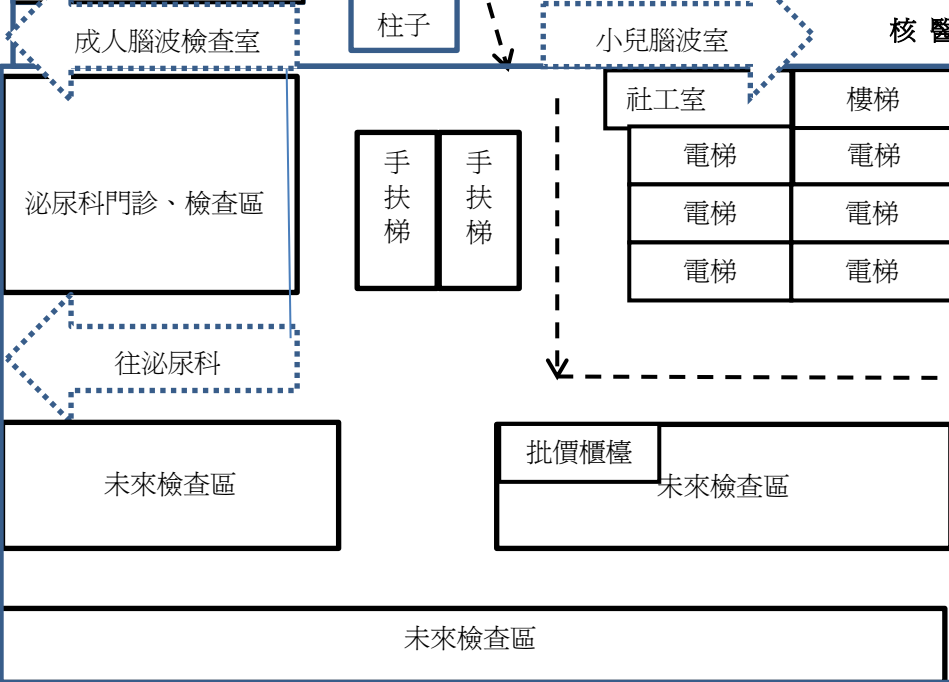 成人腦波檢查室
柱子
小兒腦波室
核醫
社工室
樓梯
電梯
電梯
手扶梯
手扶梯
泌尿科門診、檢查區
電梯
電梯
電梯
電梯
往泌尿科
批價櫃檯
未來檢查區
未來檢查區
未來檢查區